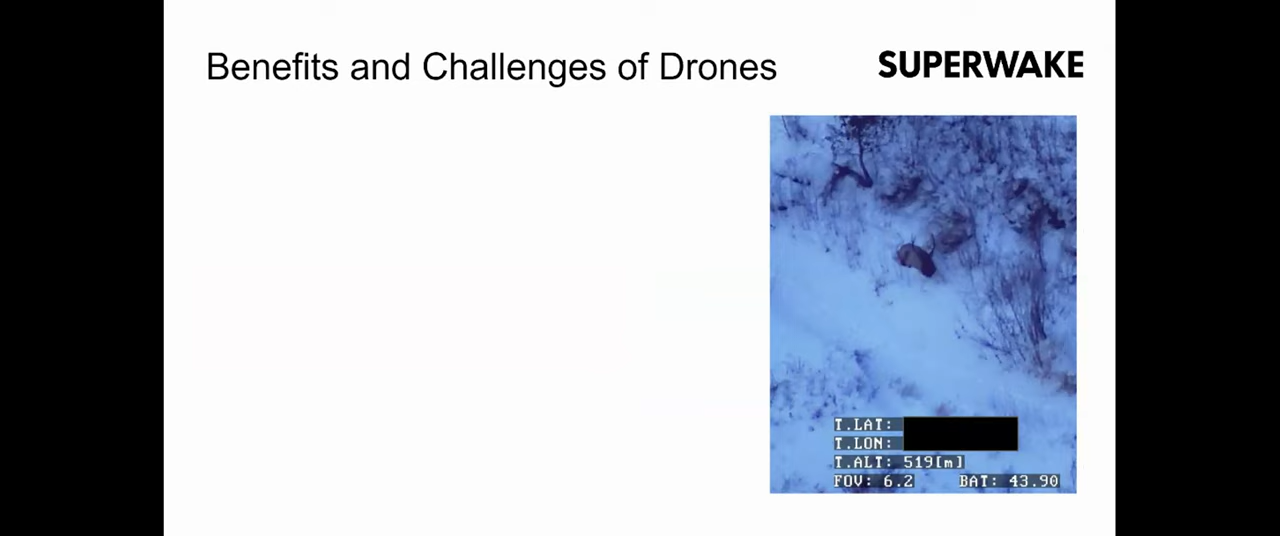 Benefits and Challenges of Drones
SUPERWAKE
T.LAT:
T.LON:
T.ALT: 519[m]
FOV: 6.2 BAT: 43.90